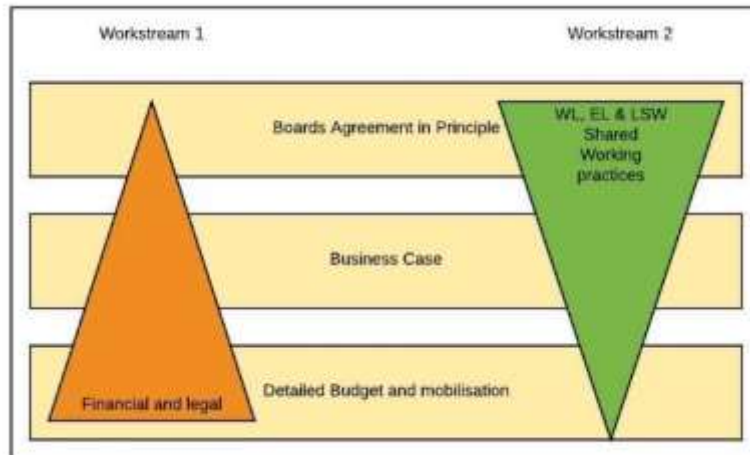 Workstream 1
Workstream 2
Boards Agreement in Principle
WL, EL & LSW
Shared
Working
practices
Business Case
Detailed Budget and mobilisation
Financial and legal